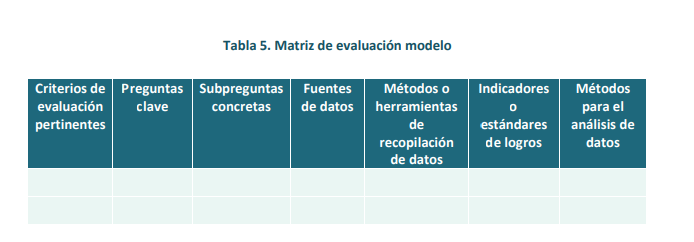 Tabla 5. Matriz de evaluación modelo
Criterios de
evaluación
pertinentes
Preguntas
clave
Subpreguntas
concretas
Fuentes
de datos
Métodos o
herramientas
de
recopilación
de datos
Indicadores
o
estándares
de logros
Métodos
para el
análisis de
datos